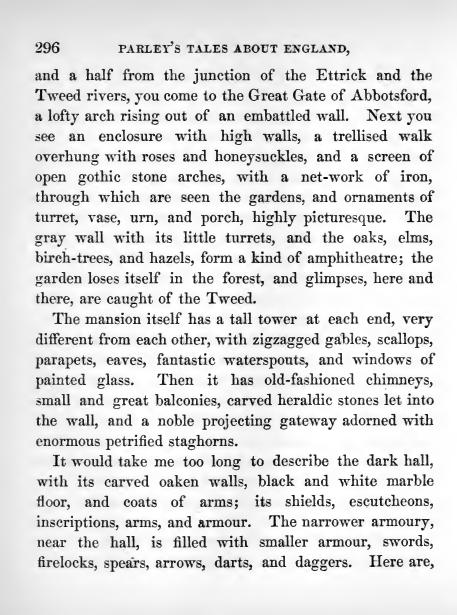 296 PARLEY'S TALES ABOUT ENGLAND,
and a half from the junction of the Ettrick and the
Tweed rivers, you come to the Great Gate of Abbotsford,
a lofty arch rising out of an embattled wall. Next you
see an enclosure with high walls, a trellised walk
overhung with roses and honeysuckles, and a screen of
open gothic stone arches, with a net-work of iron,
through which are seen the gardens, and ornaments of
turret, vase, urn, and porch, highly picturesque. The
gray wall with its little turrets, and the oaks, elms,
birch-trees, and hazels, form a kind of amphitheatre; the
garden loses itself in the forest, and glimpses, here and
there, are caught of the Tweed.
The mansion itself has a tall tower at each end, very
different from each other, with zigzagged gables, scallops,
parapets, eaves, fantastic waterspouts, and windows of
painted glass. Then it has old-fashioned chimneys,
small and great balconies, carved heraldic stones let into
the wall, and a noble projecting gateway adorned with
enormous petrified staghorns.
It would take me too long to describe the dark hall,
with its carved oaken walls, black and white marble
floor, and coats of arms; its shields, escutcheons,
inscriptions, arms, and armour. The narrower armoury,
near the hall, is filled with smaller armour, swords,
firelocks, spears, arrows, darts, and daggers. Here are,